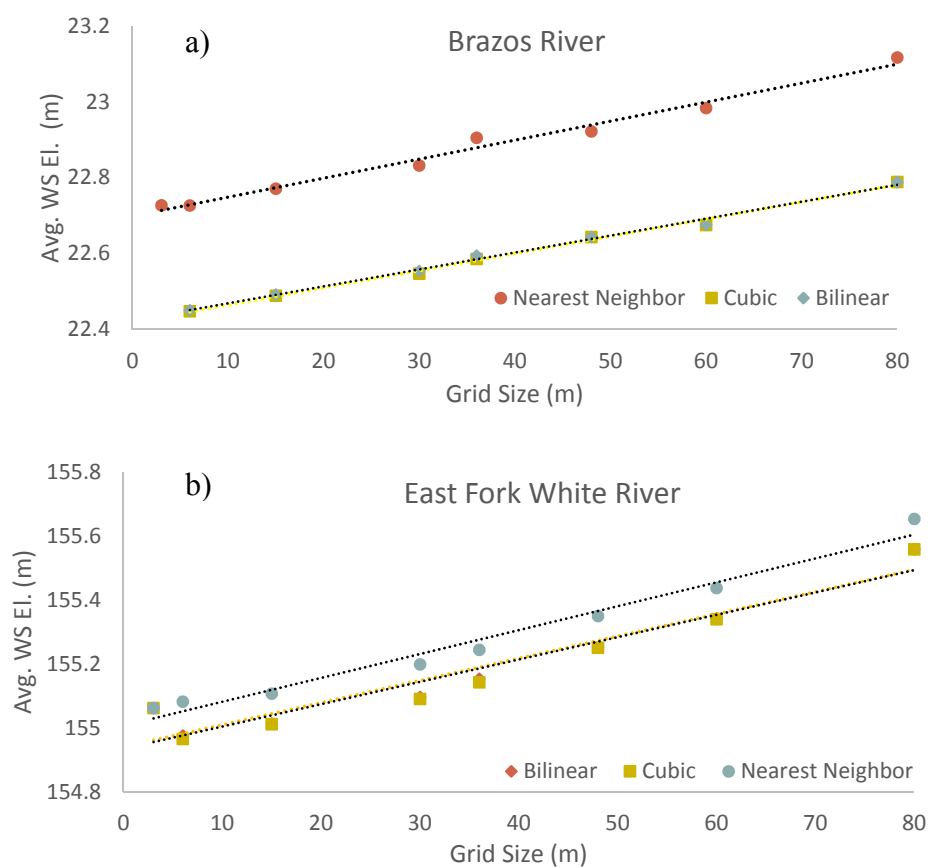 a)
Brazos River
Avg. WS El. (m)
23.2
23
22.8
22.6
22.4
Nearest Neighbor Cubic Bilinear
0 10 20 30 40 50 60 70 80
Grid Size (m)
b)
East Fork White River
Avg. WS El. (m)
155.8
155.6
155.4
155.2
155
154.8
Bilinear Cubic Nearest Neighbor
0 10 20 30 40 50 60 70 80
Grid Size (m)